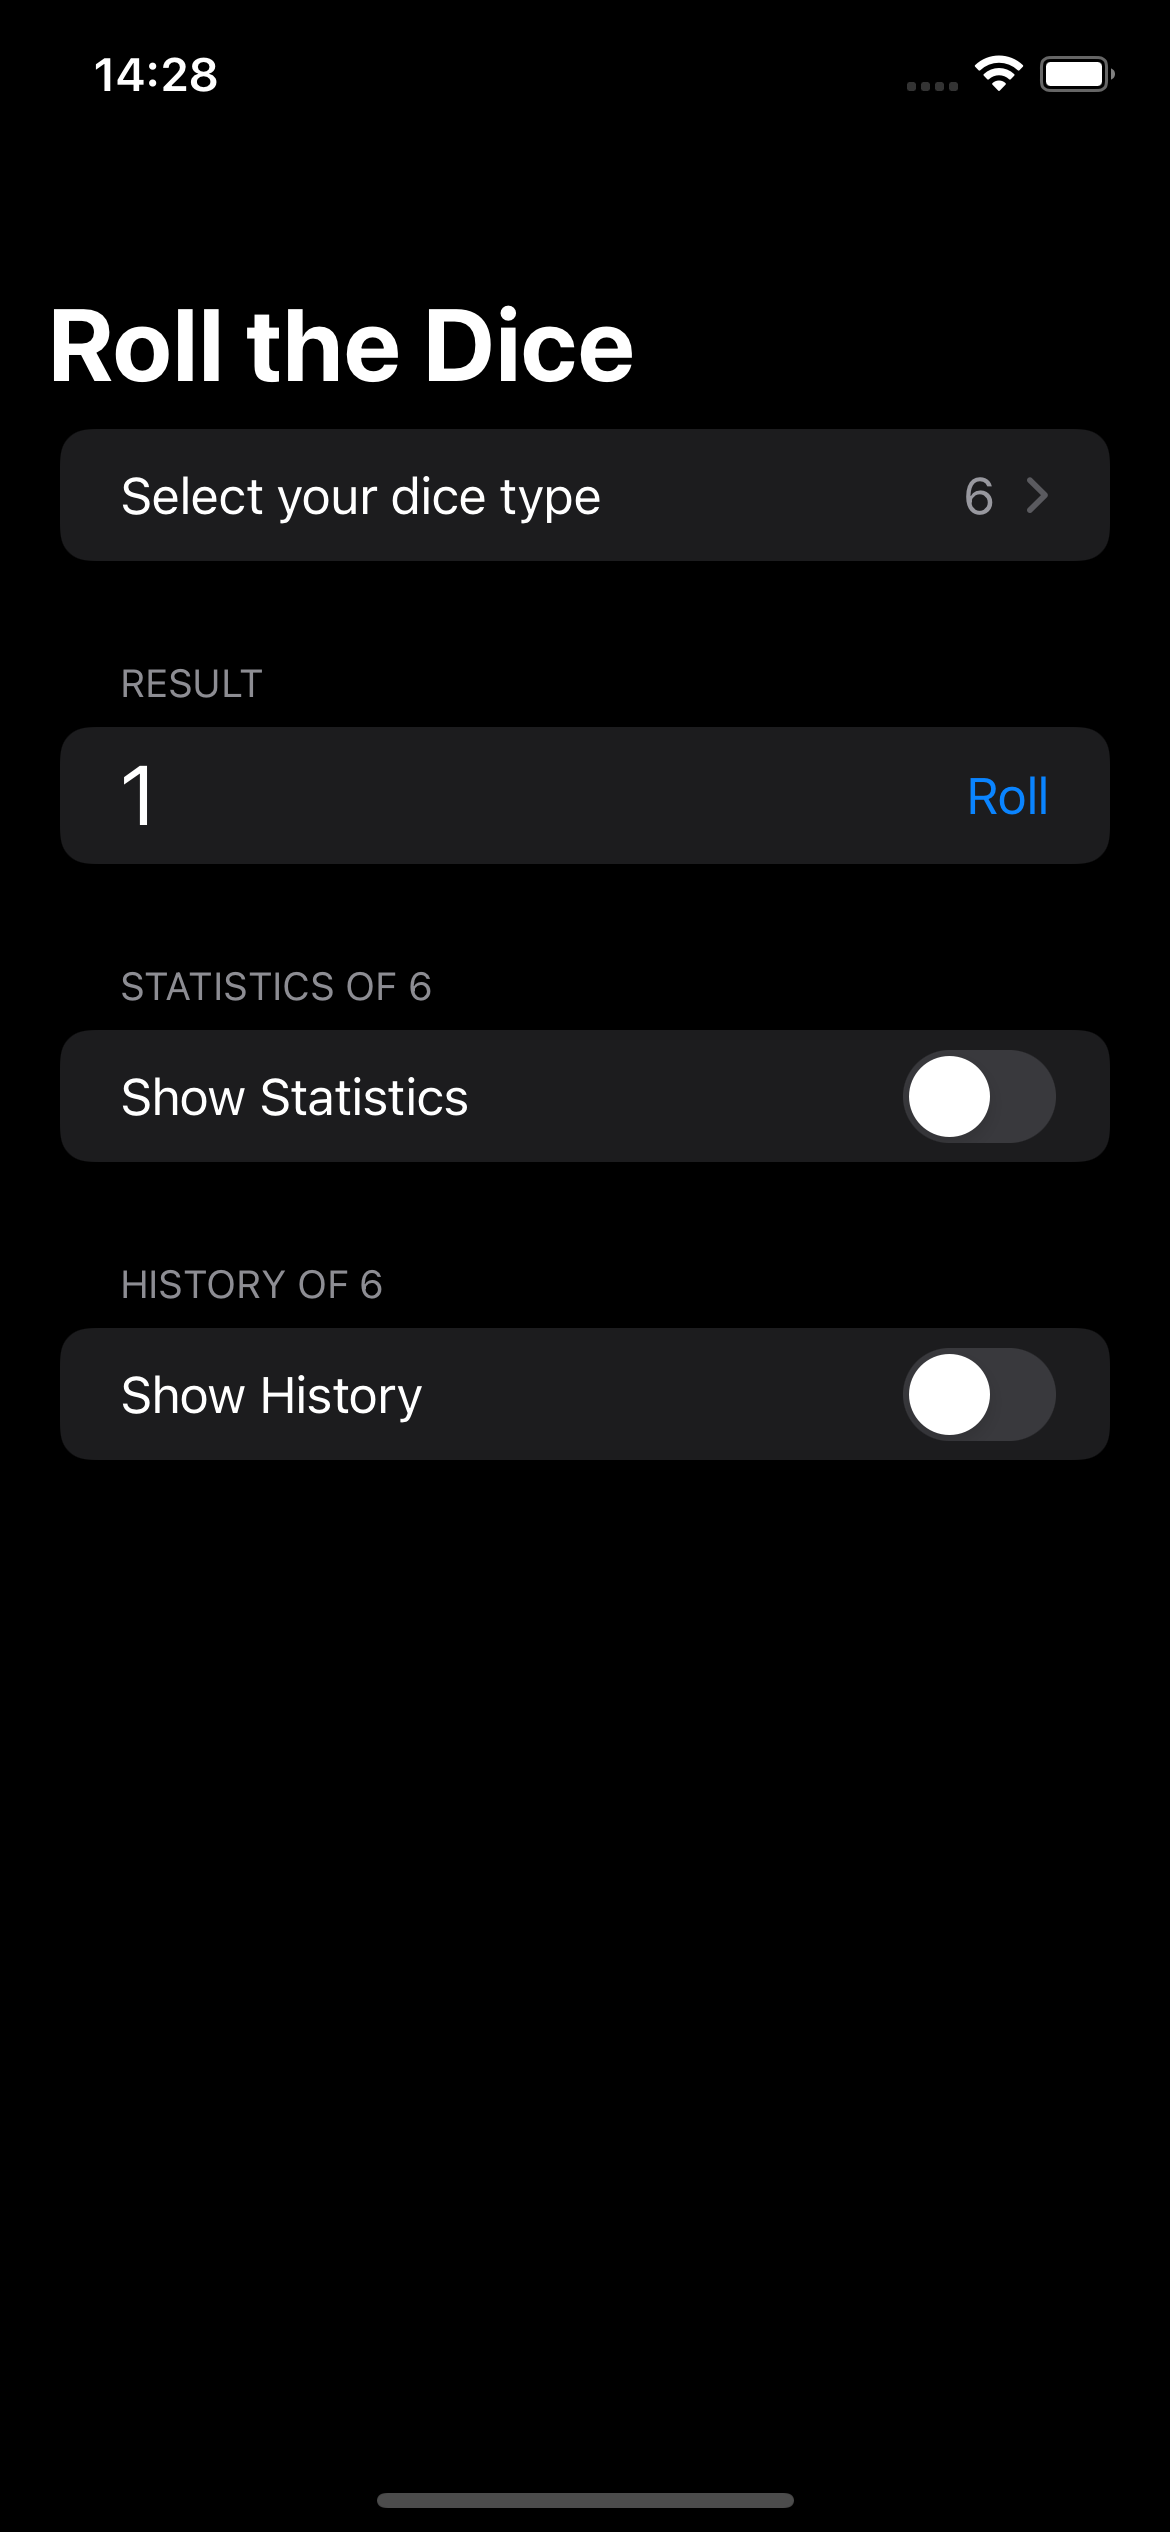 14:28
Roll the Dice
Select your dice type 6
RESULT
1 Roll
STATISTICS OF 6
Show Statistics
HISTORY OF 6
Show History